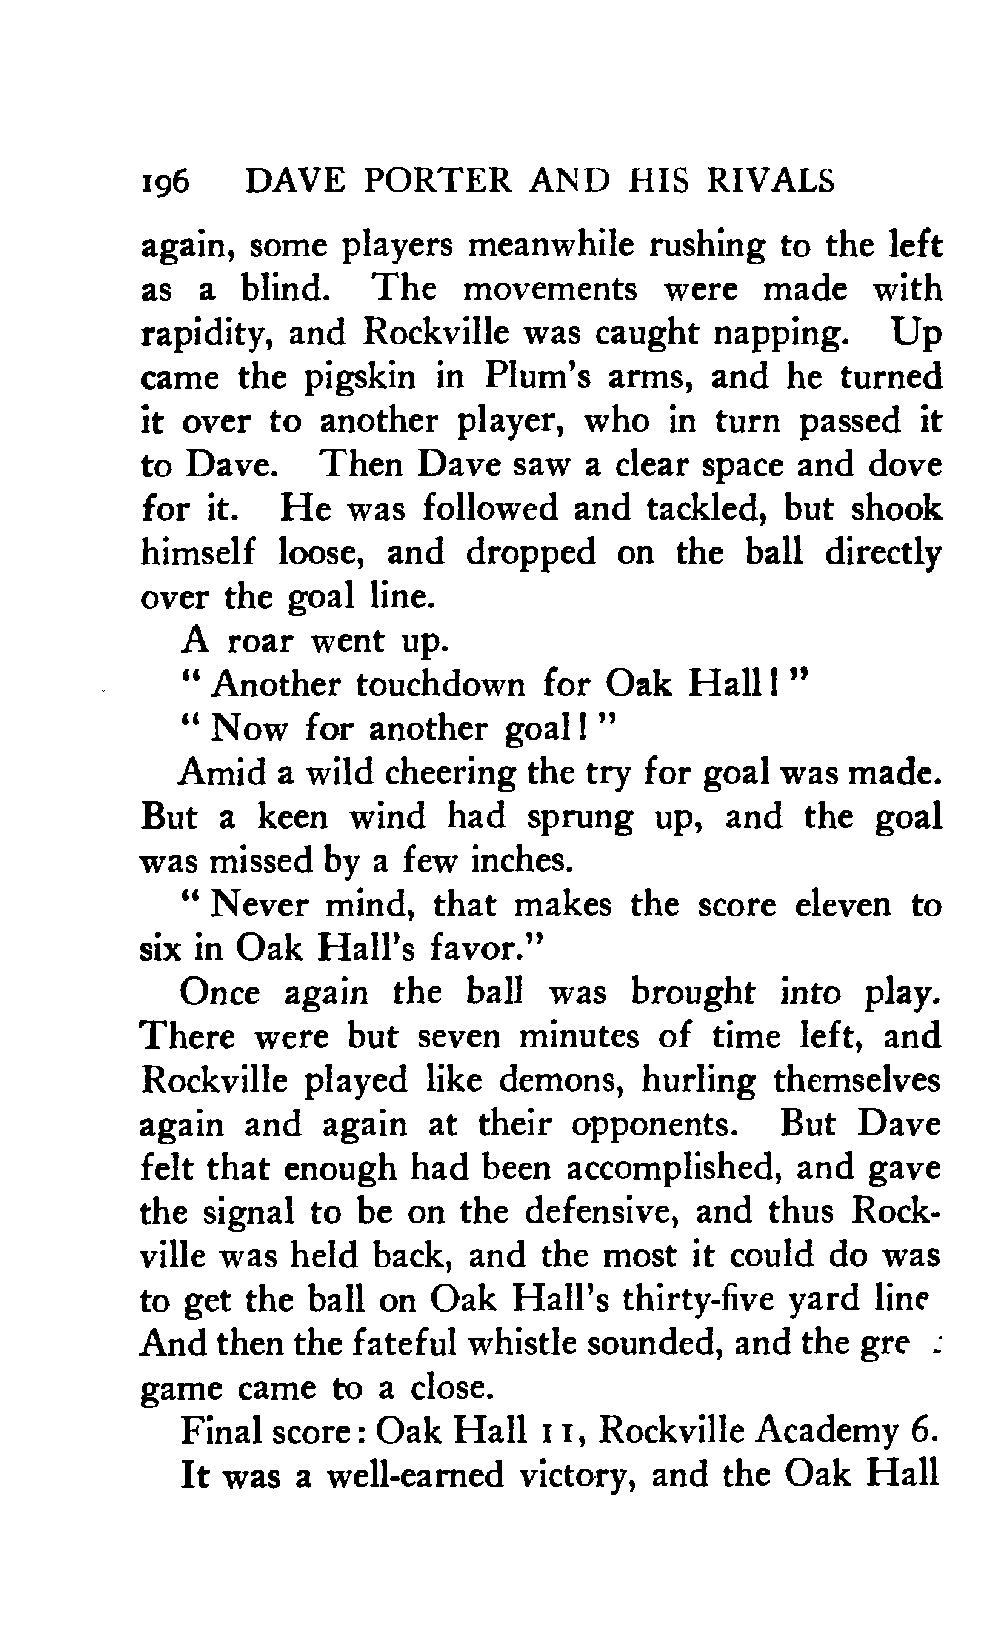 196 DAVE PORTER AND HIS RIVALS
again, some players meanwhile rushing to the left
as a blind. The movements were made with
rapidity, and Rockville was caught napping. Up
came the pigskin in Plum's arms, and he turned
it over to another player, who in turn passed it
to Dave. Then Dave saw a clear space and dove
for it. He was followed and tackled, but shook
himself loose, and dropped on the ball directly
over the goal line.
A roar went up.
" Another touchdown for Oak Hall! "
" Now for another goal! "
Amid a wild cheering the try for goal was made.
But a keen wind had sprung up, and the goal
was missed by a few inches.
" Never mind, that makes the score eleven to
six in Oak Hall's favor."
Once again the ball was brought into play.
There were but seven minutes of time left, and
Rockville played like demons, hurling themselves
again and again at their opponents. But Dave
felt that enough had been accomplished, and gave
the signal to be on the defensive, and thus Rock-
ville was held back, and the most it could do was
to get the ball on Oak Hall's thirty-five yard line
And then the fateful whistle sounded, and the
game came to a close.
Final score: Oak Hall 11, Rockville Academy 6.
It was a well-earned victory, and the Oak Hall